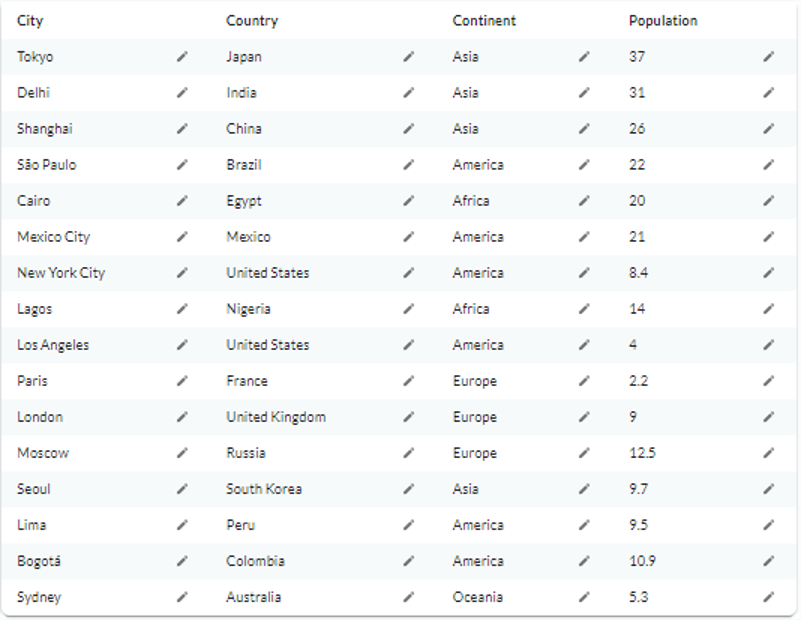 City Country Continent Population
Tokyo Japan Asia 37
Delhi India Asia 31
Shanghai China Asia 26
São Paulo Brazil America 22
Cairo Egypt Africa 20
Mexico City Mexico America 21
New York City United States America 8.4
Lagos Nigeria Africa 14
Los Angeles United States America 4
Paris France Europe 2.2
London United Kingdom Europe 9
Moscow Russia Europe 12.5
Seoul South Korea Asia 9.7
Lima Peru America 9.5
Bogotá Colombia America 10.9
Sydney Australia Oceania 5.3